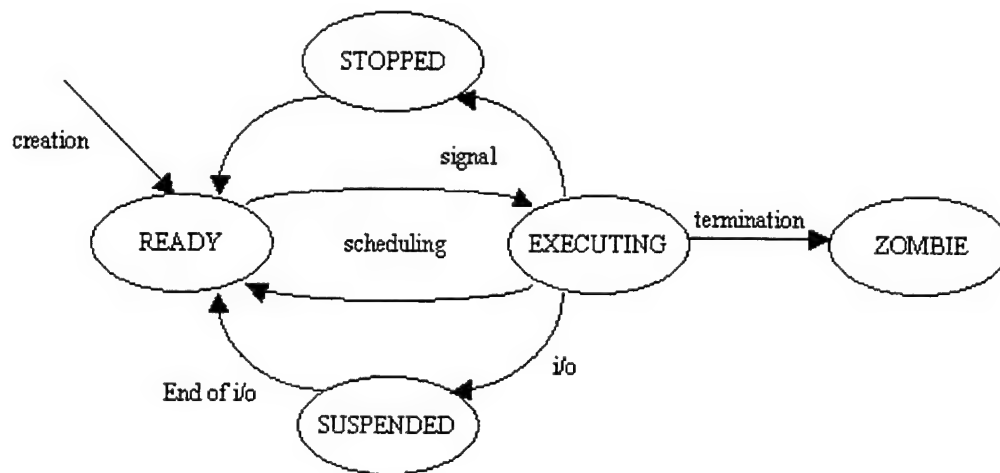 STOPPED
creation
signal
READY
scheduling
EXECUTING
termination
ZOMBIE
End of i/o
i/o
SUSPENDED